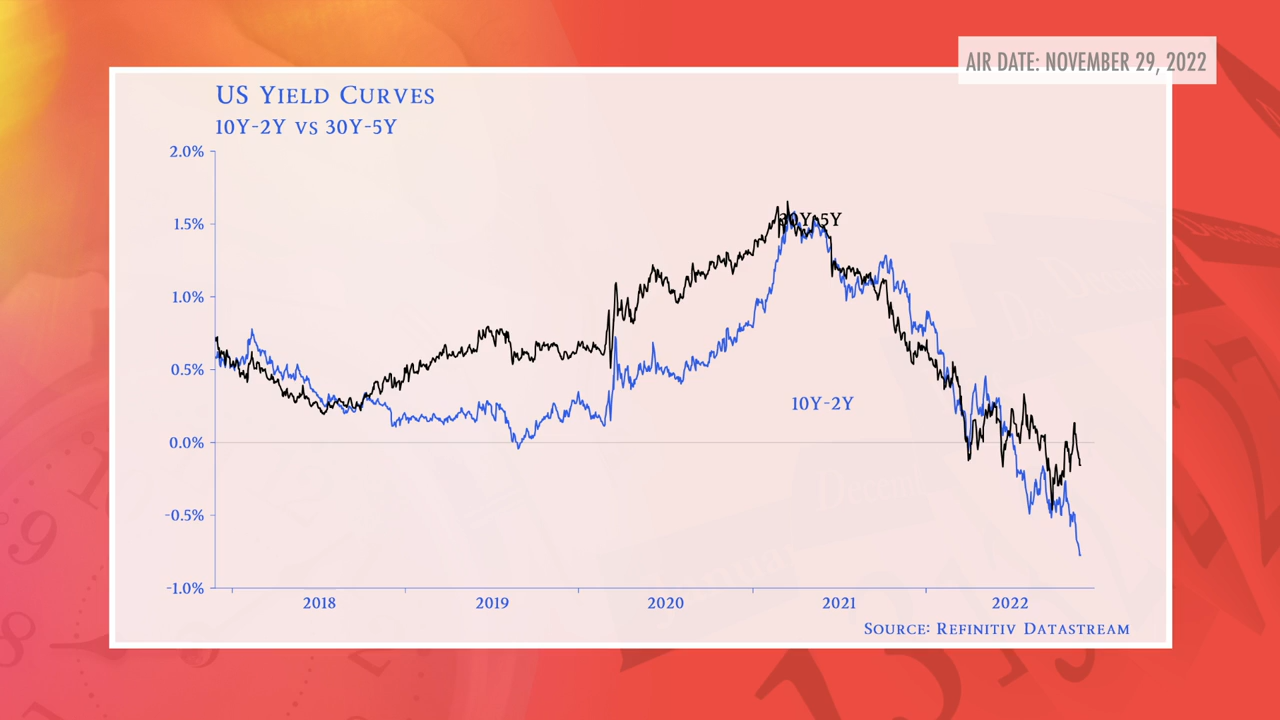 AIR DATE: NOVEMBER 29, 2022
US YIELD CURVES
10Y-2Y VS 30Y-5Y
2.0%
1.5%
30Y-5Y
1.0%
0.5%
10Y-2Y
0.0%
-0.5%
-1.0%
2018 2019 2020 2021 2022
SOURCE: REFINITIV DATASTREAM